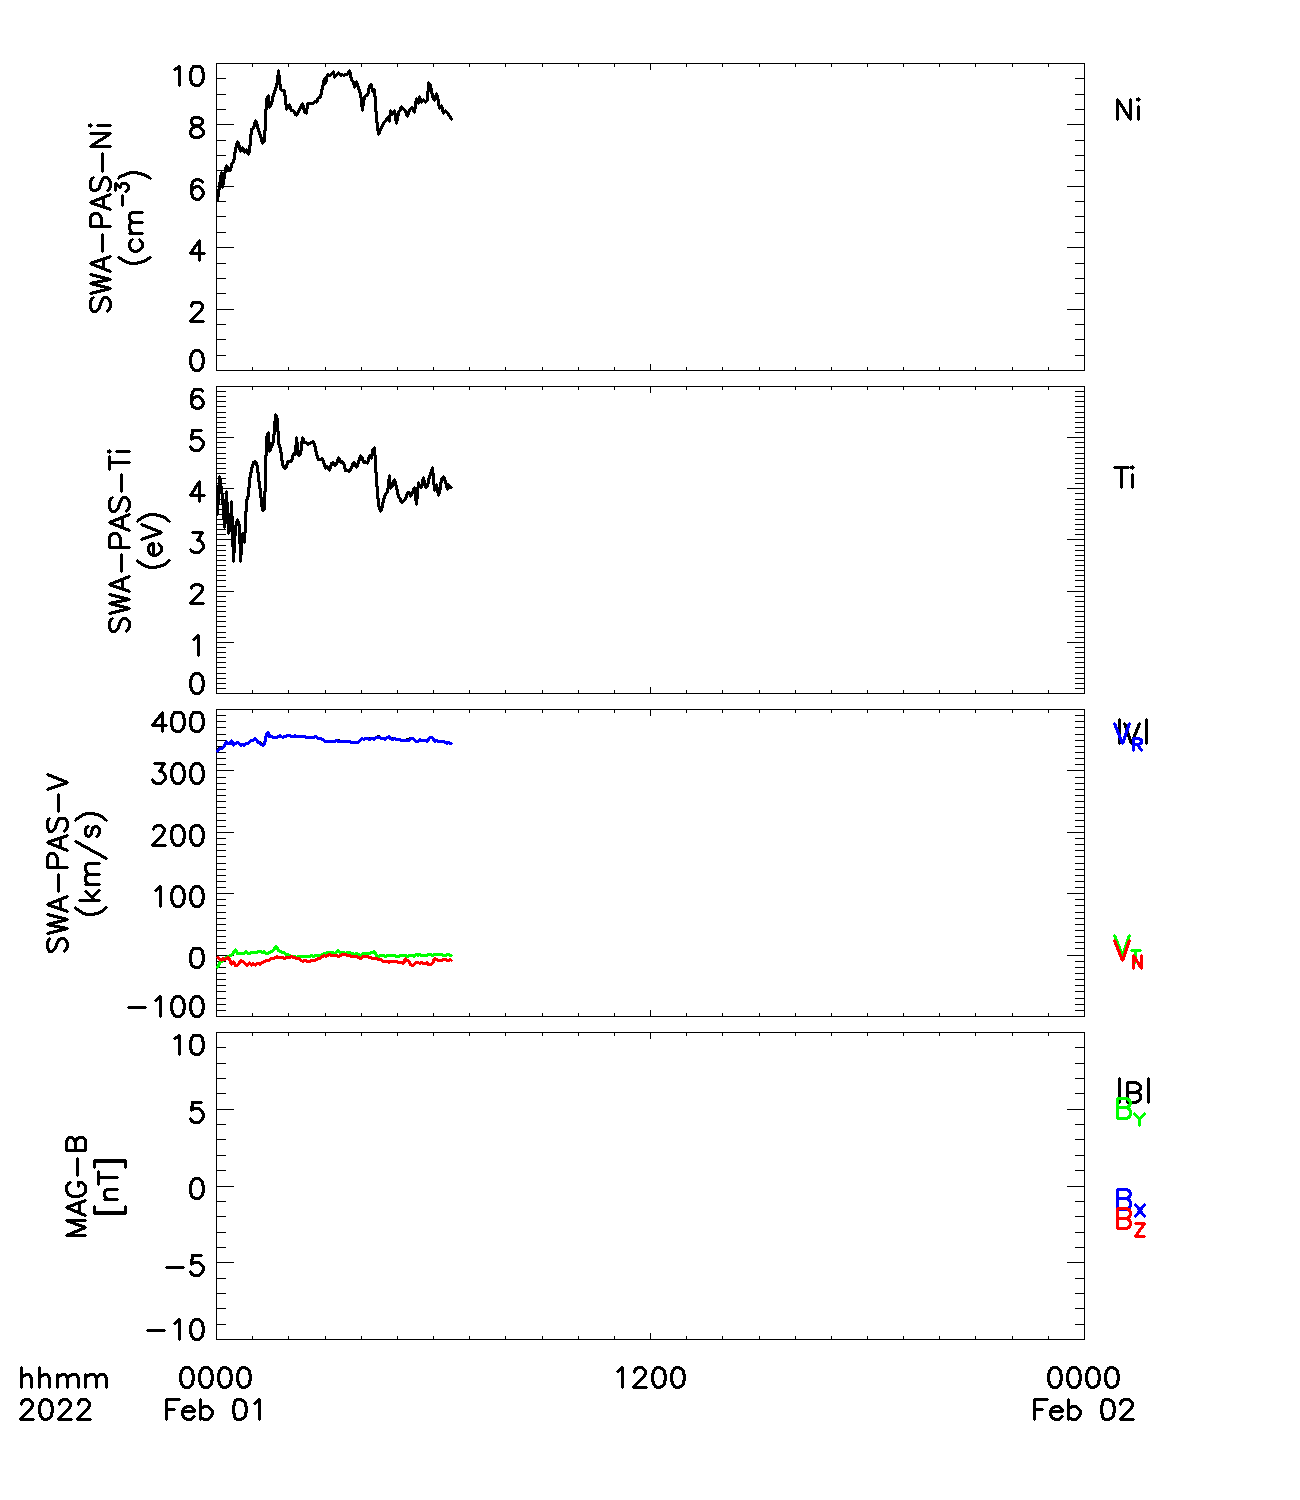 SWA-PAS-Ni
(cm⁻³)
10
8
6
4
2
0
Ni
SWA-PAS-Ti
(eV)
6
5
4
3
2
1
0
Ti
SWA-PAS-V
(km/s)
400
300
200
100
0
-100
|V|
V_R
V_T
V_N
MAG-B
[nT]
10
5
0
-5
-10
|B|
B_Y
B_X
B_Z
hhmm 0000 1200 0000
2022 Feb 01 Feb 02